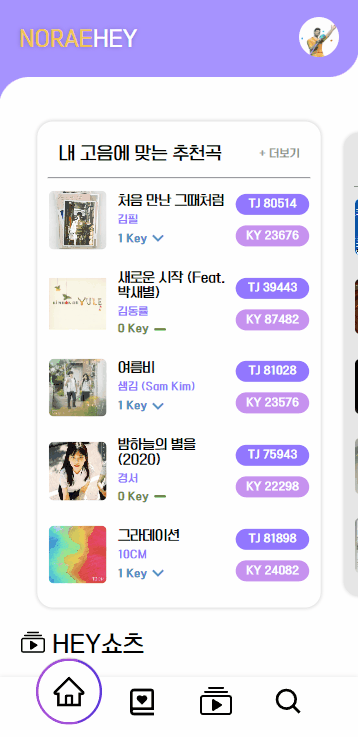 NORAEHEY
내 고음에 맞는 추천곡
+ 더보기
처음 만난 그때처럼
김필
1 Key
TJ 80514
KY 23676
새로운 시작 (Feat.
박새별)
김동률
0 Key
TJ 39443
KY 87482
여름비
샘김 (Sam Kim)
1 Key
TJ 81028
KY 23576
밤하늘의 별을
(2020)
경서
0 Key
TJ 75943
KY 22298
그라데이션
10CM
1 Key
TJ 81898
KY 24082
HEY쇼츠